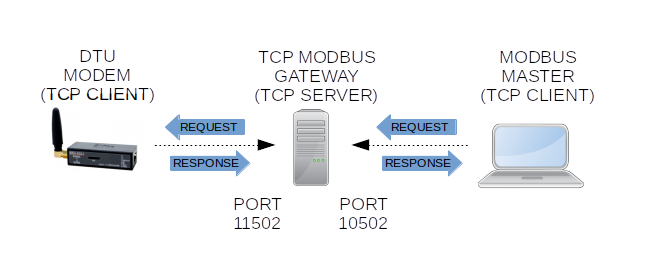 DTU
MODEM
(TCP CLIENT)
TCP MODBUS
GATEWAY
(TCP SERVER)
MODBUS
MASTER
(TCP CLIENT)
REQUEST
RESPONSE
REQUEST
RESPONSE
PORT
11502
PORT
10502